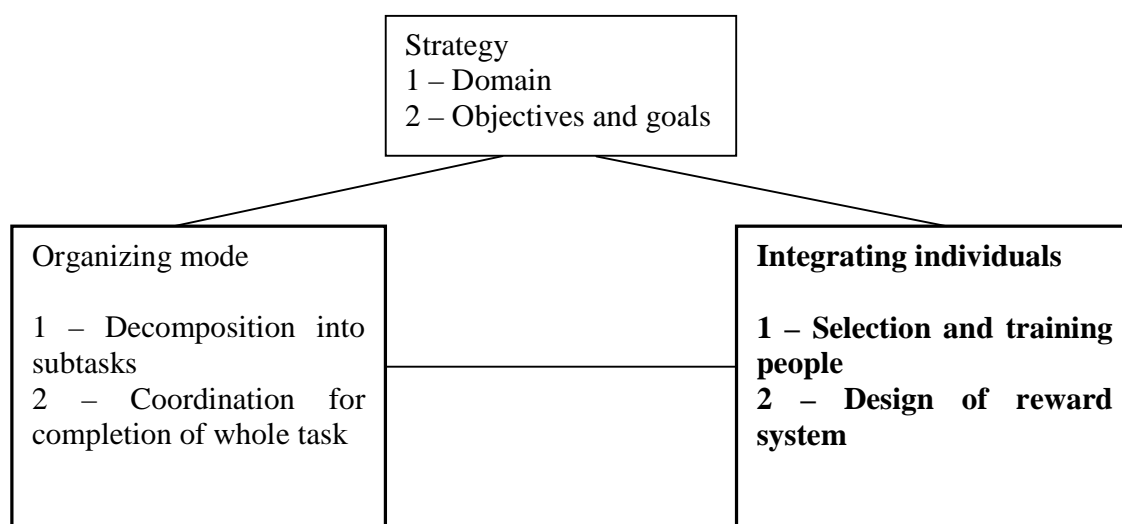 Strategy
1 – Domain
2 – Objectives and goals
Organizing mode
1 – Decomposition into
subtasks
2 – Coordination for
completion of whole task
Integrating individuals
1 – Selection and training
people
2 – Design of reward
system